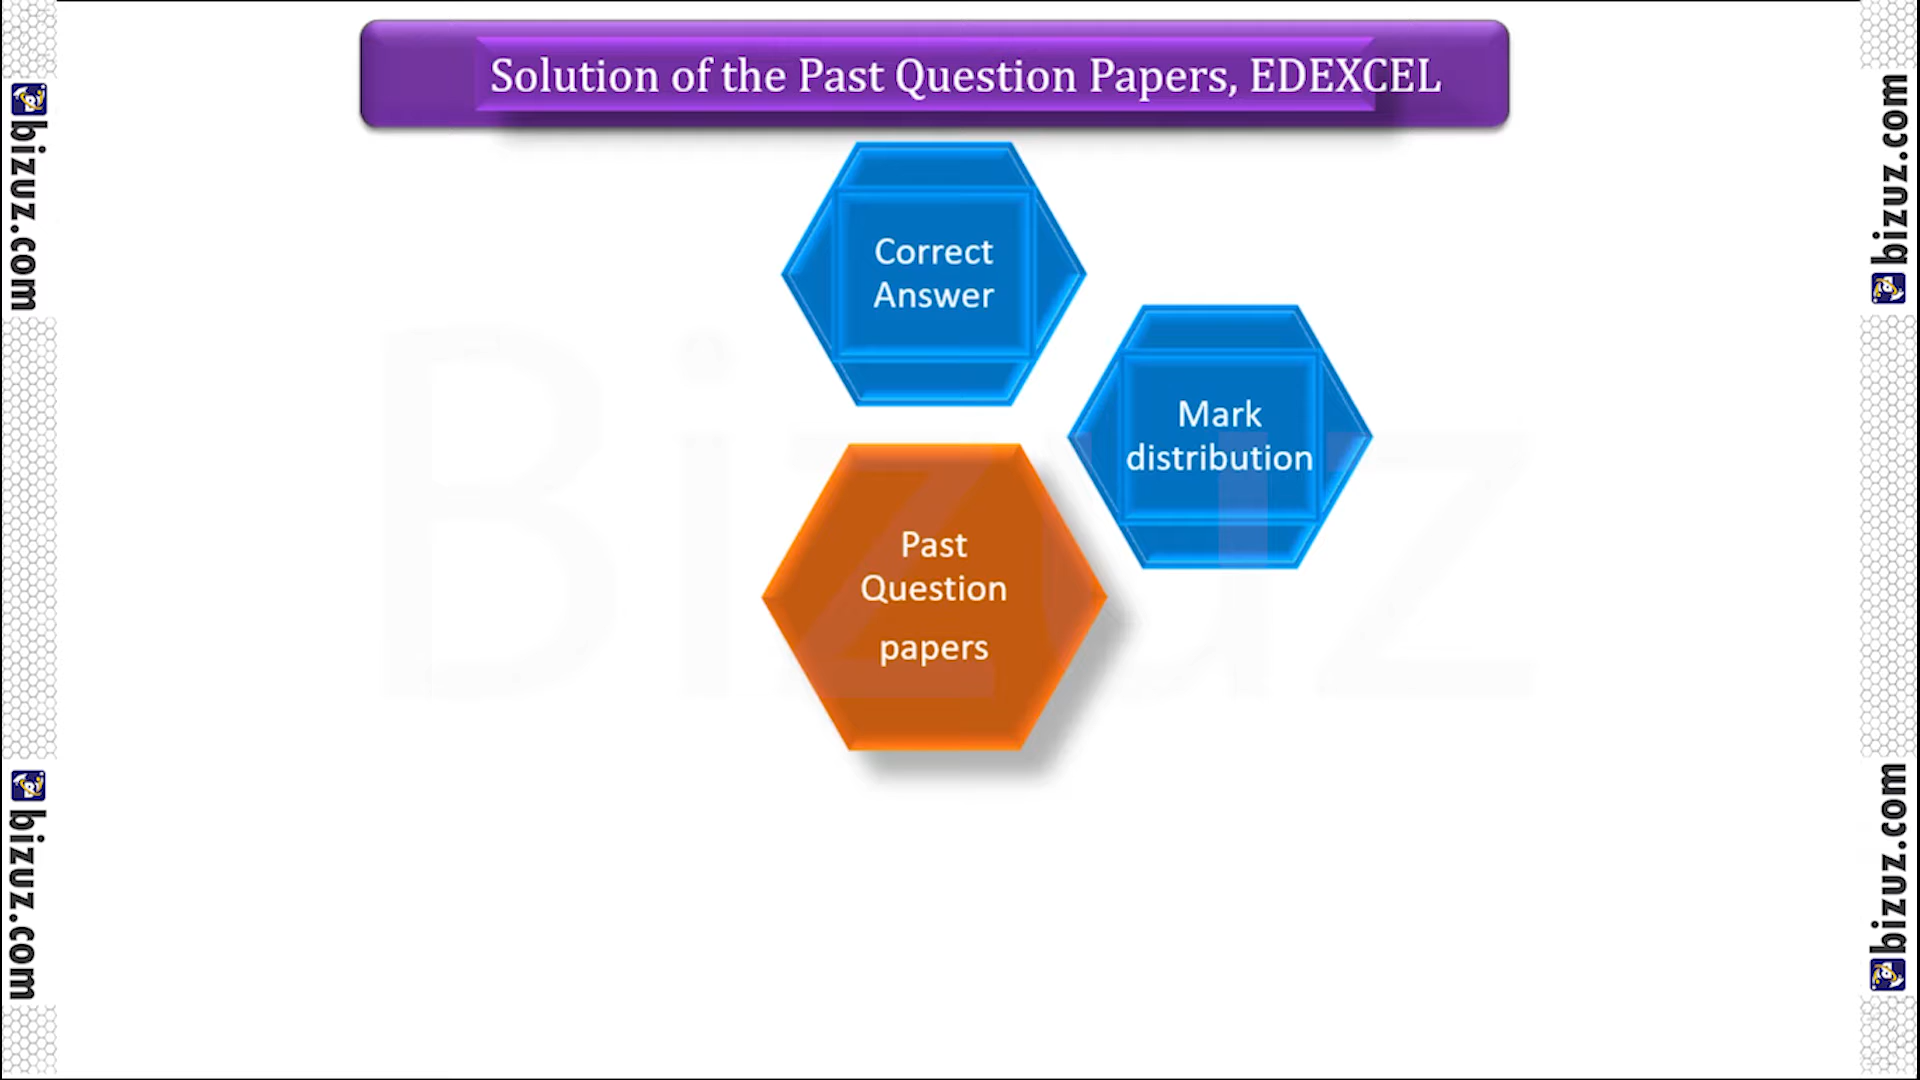 Solution of the Past Question Papers, EDEXCEL
Correct
Answer
Mark
distribution
Past
Question
papers
Bizuz
bizuz.com
bizuz.com
bizuz.com
bizuz.com